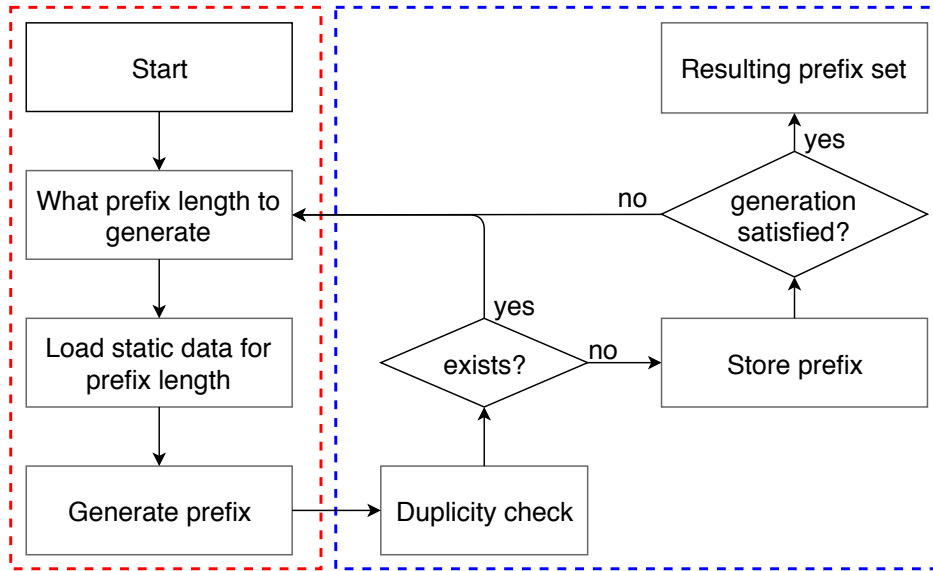 Start
What prefix length to
generate
Load static data for
prefix length
Generate prefix
Duplicity check
exists?
yes
no
Store prefix
generation
satisfied?
no
yes
Resulting prefix set